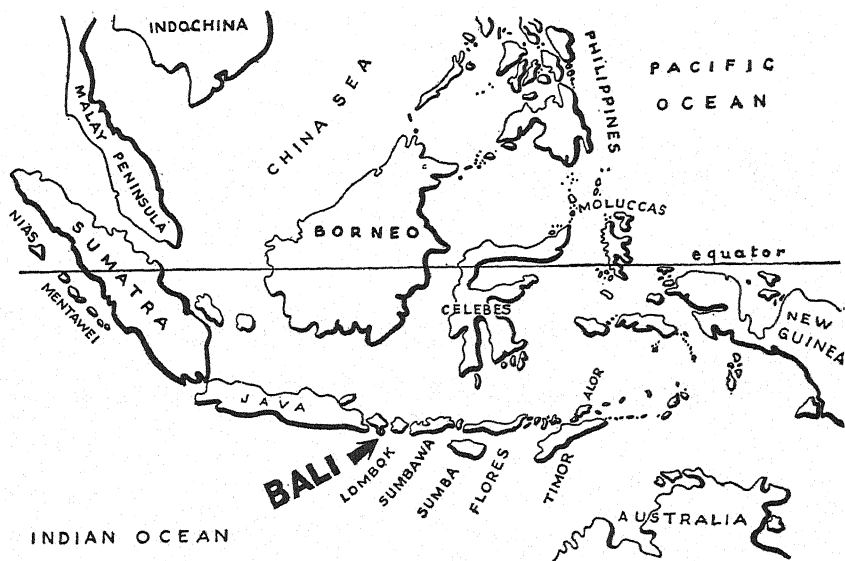 INDOCHINA
PHILIPPINES
PACIFIC
OCEAN
CHINA SEA
MALAY
PENINSULA
MOLUCCAS
NIAS
SUMATRA
BORNEO
equator
MENTAWEI
CELEBES
NEW
GUINEA
JAVA
ALOR
BALI
LOMBOK
SUMBAWA
SUMBA
FLORES
TIMOR
AUSTRALIA
INDIAN OCEAN